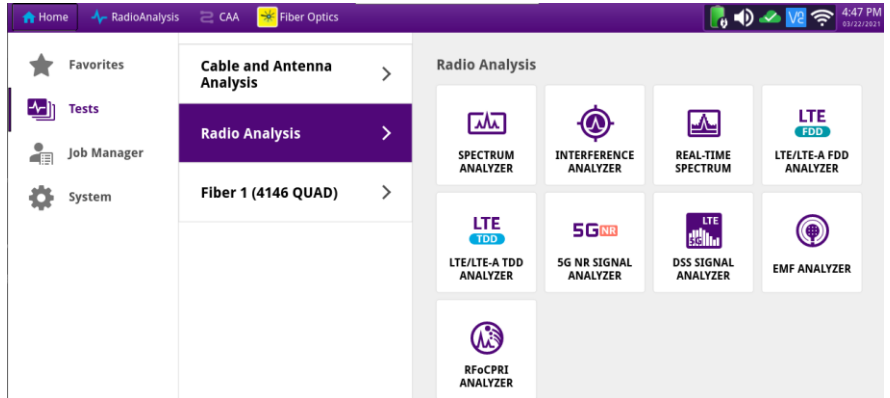 Home
RadioAnalysis
CAA
Fiber Optics
V2
4:47 PM
03/22/2021
Favorites
Tests
Job Manager
System
Cable and Antenna
Analysis
Radio Analysis
Fiber 1 (4146 QUAD)
Radio Analysis
SPECTRUM
ANALYZER
INTERFERENCE
ANALYZER
REAL-TIME
SPECTRUM
LTE
FDD
LTE/LTE-A FDD
ANALYZER
LTE
TDD
LTE/LTE-A TDD
ANALYZER
5G NR
5G NR SIGNAL
ANALYZER
LTE
5G
DSS SIGNAL
ANALYZER
EMF ANALYZER
RFoCPRI
ANALYZER